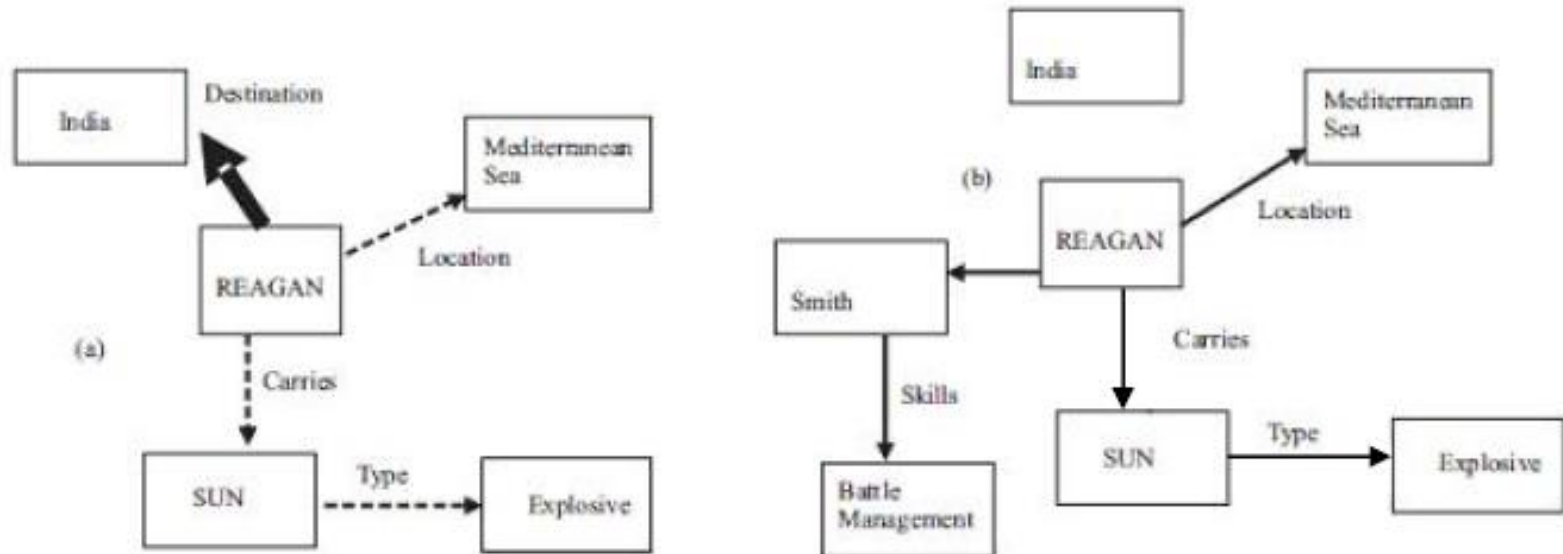 India
Destination
Mediterranean
Sea
Location
REAGAN
(a)
Carries
SUN
Type
Explosive
India
Mediterranean
Sea
(b)
Location
REAGAN
Smith
Carries
Skills
SUN
Type
Explosive
Battle
Management